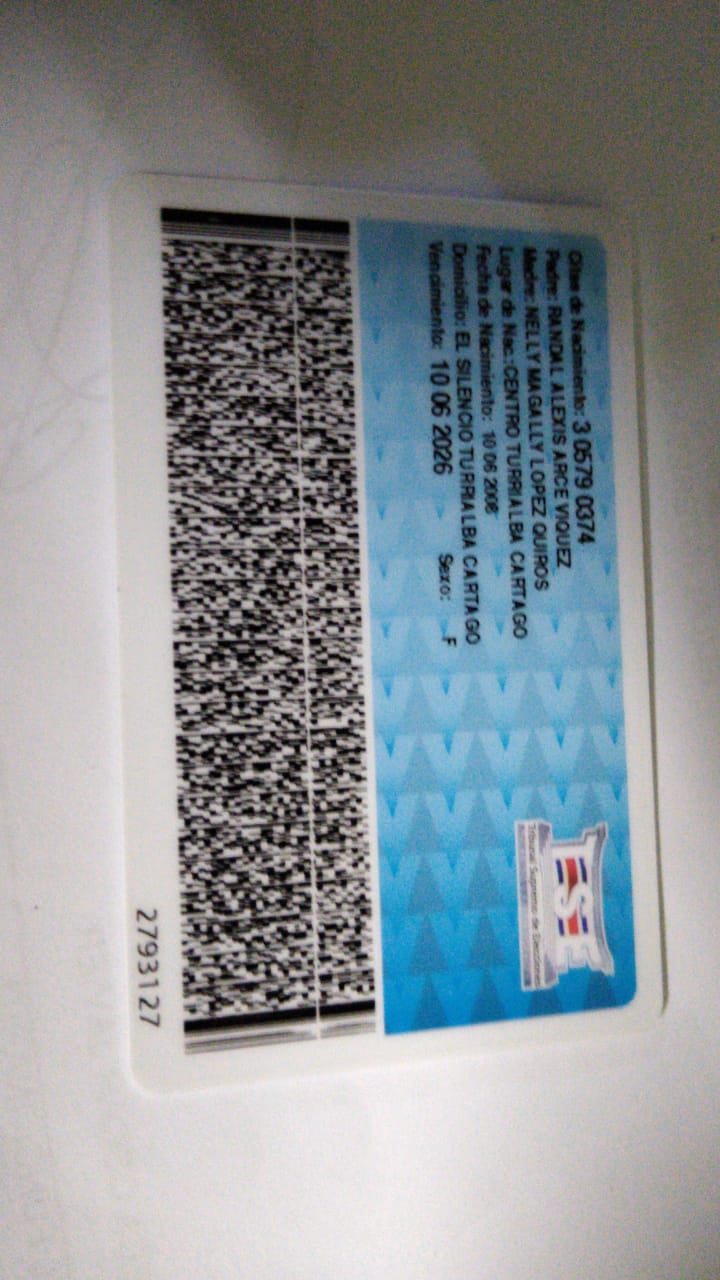 Citas de Nacimiento: 3 0579 0374
Padre: RANDAL ALEXIS ARCE VIQUEZ
Madre: NELLY MAGALLY LOPEZ QUIROS
Lugar de Nac.:CENTRO TURRIALBA CARTAGO
Fecha de Nacimiento: 10 06 2008
Domicilio: EL SILENCIO TURRIALBA CARTAGO
Vencimiento: 10 06 2026 Sexo: F
TSE
Tribunal Supremo de Elecciones
2793127